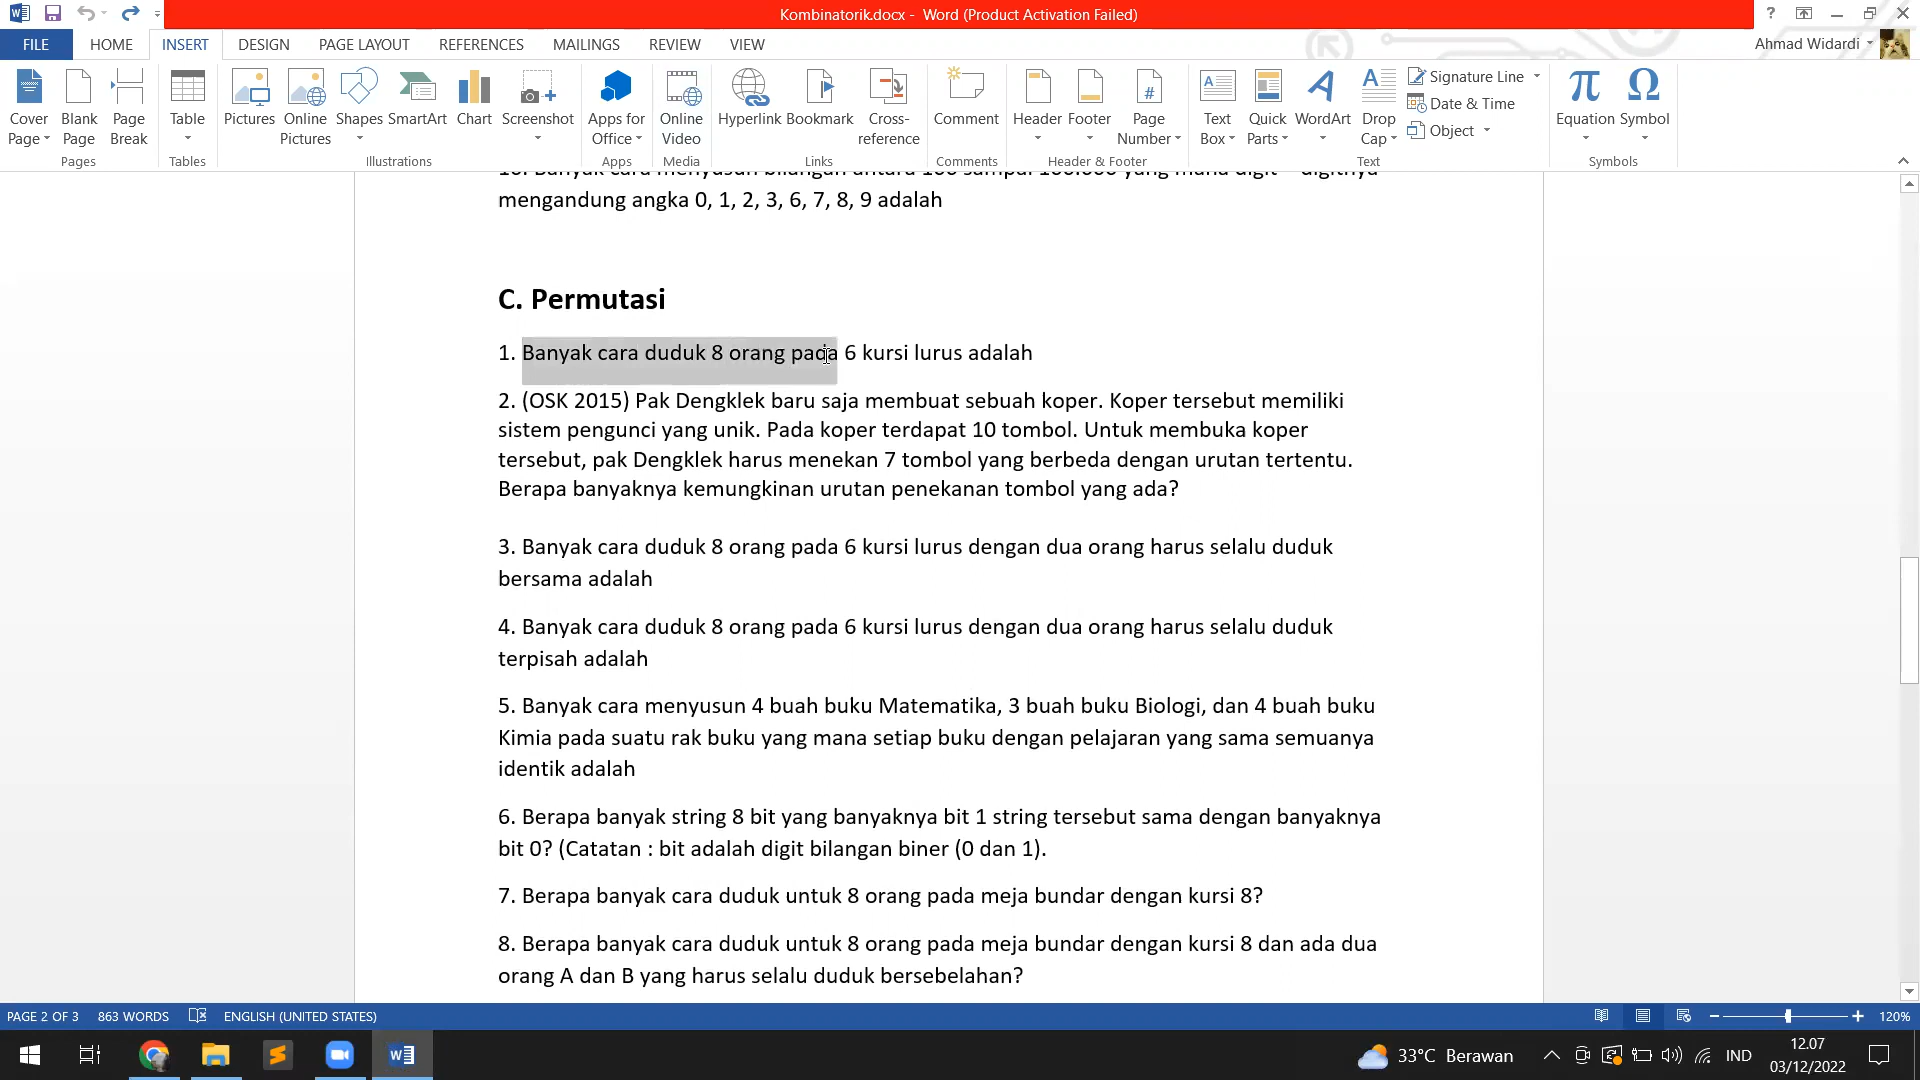 Kombinatorik.docx - Word (Product Activation Failed)
FILE HOME INSERT DESIGN PAGE LAYOUT REFERENCES MAILINGS REVIEW VIEW
Ahmad Widardi
Cover Page
Blank Page
Page Break
Pages
Table
Tables
Pictures
Online Pictures
Shapes
SmartArt
Chart
Screenshot
Illustrations
Apps for Office
Apps
Online Video
Media
Hyperlink
Bookmark
Cross-reference
Links
Comment
Comments
Header
Footer
Page Number
Header & Footer
Text Box
Quick Parts
WordArt
Drop Cap
Signature Line
Date & Time
Object
Text
Equation
Symbol
Symbols
10. Banyak cara menyusun bilangan antara 100 sampai 100.000 yang mana digit – digitnya
mengandung angka 0, 1, 2, 3, 6, 7, 8, 9 adalah
C. Permutasi
1. Banyak cara duduk 8 orang pada 6 kursi lurus adalah
2. (OSK 2015) Pak Dengklek baru saja membuat sebuah koper. Koper tersebut memiliki
sistem pengunci yang unik. Pada koper terdapat 10 tombol. Untuk membuka koper
tersebut, pak Dengklek harus menekan 7 tombol yang berbeda dengan urutan tertentu.
Berapa banyaknya kemungkinan urutan penekanan tombol yang ada?
3. Banyak cara duduk 8 orang pada 6 kursi lurus dengan dua orang harus selalu duduk
bersama adalah
4. Banyak cara duduk 8 orang pada 6 kursi lurus dengan dua orang harus selalu duduk
terpisah adalah
5. Banyak cara menyusun 4 buah buku Matematika, 3 buah buku Biologi, dan 4 buah buku
Kimia pada suatu rak buku yang mana setiap buku dengan pelajaran yang sama semuanya
identik adalah
6. Berapa banyak string 8 bit yang banyaknya bit 1 string tersebut sama dengan banyaknya
bit 0? (Catatan : bit adalah digit bilangan biner (0 dan 1).
7. Berapa banyak cara duduk untuk 8 orang pada meja bundar dengan kursi 8?
8. Berapa banyak cara duduk untuk 8 orang pada meja bundar dengan kursi 8 dan ada dua
orang A dan B yang harus selalu duduk bersebelahan?
PAGE 2 OF 3 863 WORDS ENGLISH (UNITED STATES) 120%
33°C Berawan IND 12.07
03/12/2022